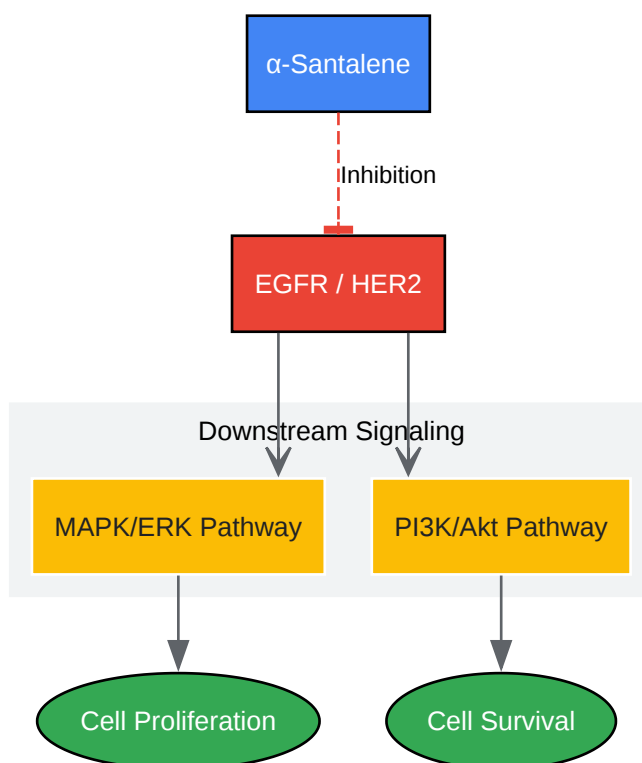 α-Santalene
Inhibition
EGFR / HER2
Downstream Signaling
MAPK/ERK Pathway
PI3K/Akt Pathway
Cell Proliferation
Cell Survival